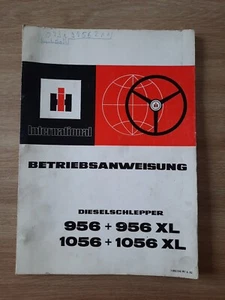 International
BETRIEBSANWEISUNG
DIESELSCHLEPPER
956 + 956 XL
1056 + 1056 XL